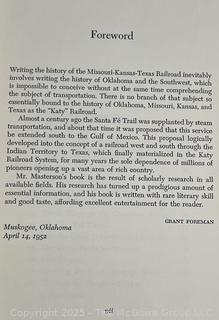 Foreword
Writing the history of the Missouri-Kansas-Texas Railroad inevitably
involves writing the history of Oklahoma and the Southwest, which
is impossible to conceive without at the same time comprehending
the subject of transportation. There is no branch of that subject so
essentially bound to the history of Oklahoma, Missouri, Kansas, and
Texas as the "Katy" Railroad.
Almost a century ago the Santa Fé Trail was supplanted by steam
transportation, and about that time it was proposed that this service
be extended south to the Gulf of Mexico. This proposal logically
developed into the concept of a railroad west and south through the
Indian Territory to Texas, which finally materialized in the Katy
Railroad System, for many years the sole dependence of millions of
pioneers opening up a vast area of rich country.
Mr. Masterson's book is the result of scholarly research in all
available fields. His research has turned up a prodigious amount of
essential information, and his book is written with rare literary skill
and good taste, affording excellent entertainment for the reader.
GRANT FOREMAN
Muskogee, Oklahoma
April 14, 1952
vii
Copyright © 2025 -